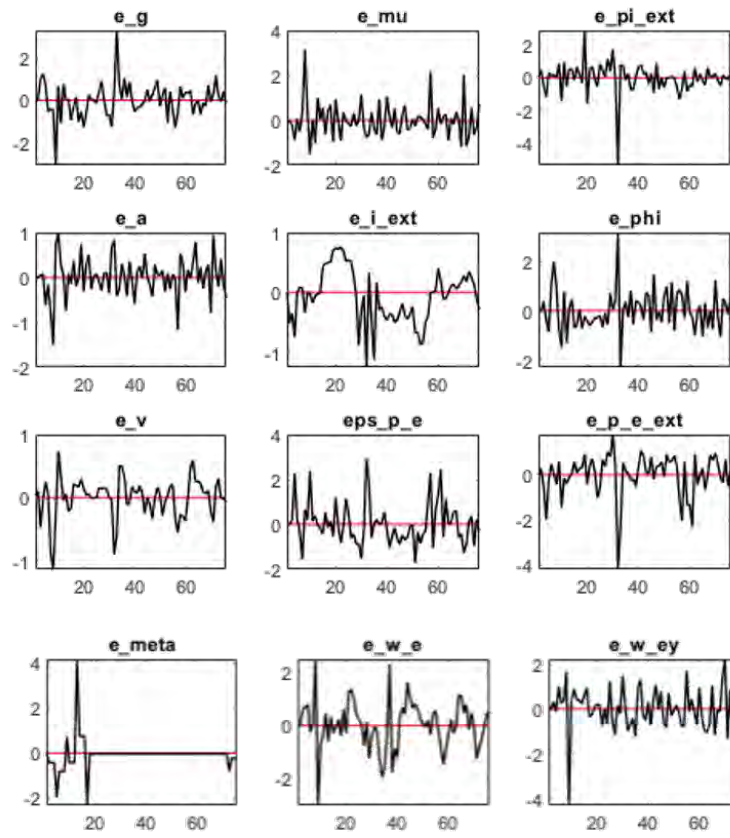 e_g e_mu e_pi_ext
2 0 -2
4 2 0 -2
2 0 -2 -4
20 40 60 20 40 60 20 40 60
e_a e_i_ext e_phi
1 0 -1 -2
1 0 -1
2 0 -2
20 40 60 20 40 60 20 40 60
e_v eps_p_e e_p_e_ext
1 0 -1
4 2 0 -2
0 -2 -4
20 40 60 20 40 60 20 40 60
e_meta e_w_e e_w_ey
4 2 0 -2
2 0 -2
2 0 -2 -4
20 40 60 20 40 60 20 40 60